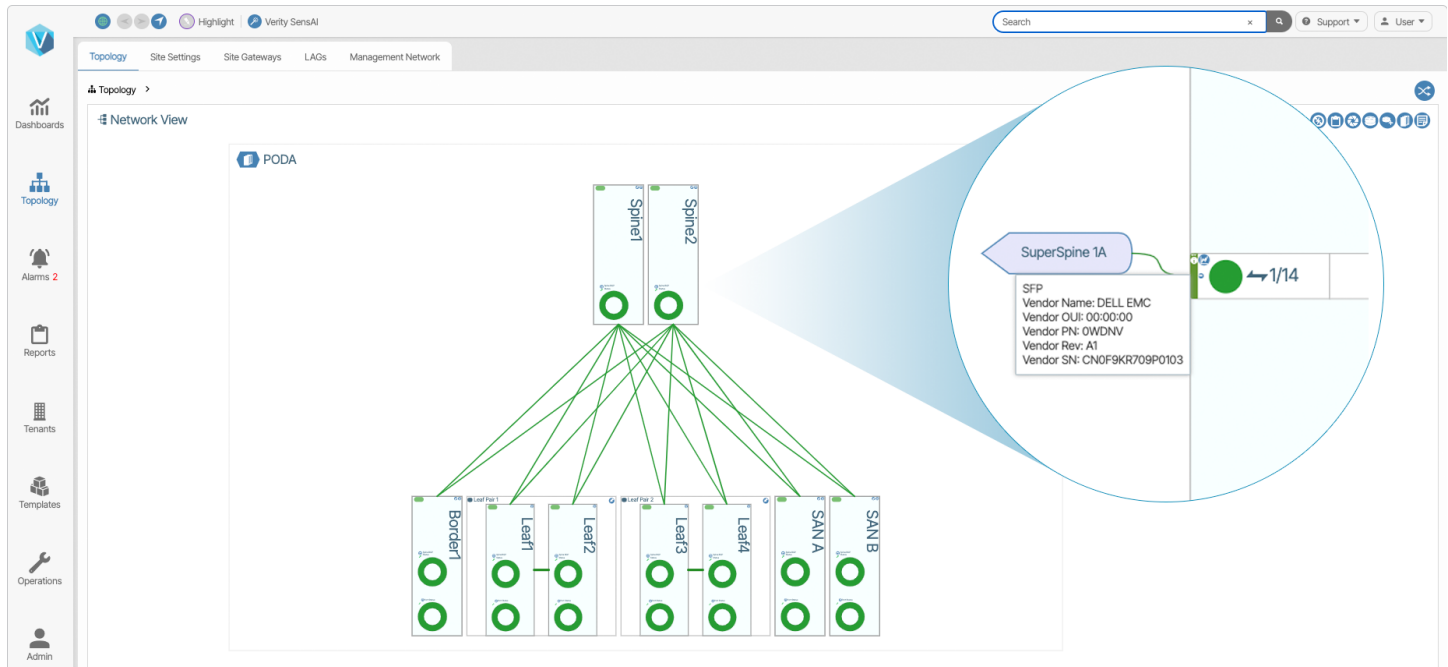 Highlight
Verity SensAI
Search
Support
User
Topology
Site Settings
Site Gateways
LAGs
Management Network
Topology
Dashboards
Network View
PODA
Topology
Alarms 2
Reports
Tenants
Templates
Operations
Admin
Spine1
Spine2
SuperSpine 1A
1/14
SFP
Vendor Name: DELL EMC
Vendor OUI: 00:00:00
Vendor PN: 0WDNV
Vendor Rev: A1
Vendor SN: CN0F9KR709P0103
Leaf Pair 1
Leaf Pair 2
Border1
Leaf1
Leaf2
Leaf3
Leaf4
SAN A
SAN B